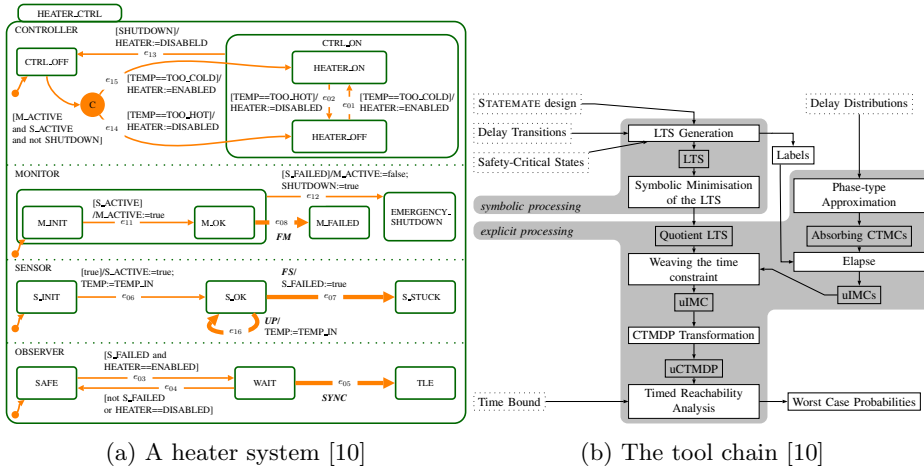 HEATER_CTRL
CONTROLLER
[SHUTDOWN]/
HEATER:=DISABELD
e13
CTRL_ON
CTRL_OFF
HEATER_ON
C
e15
[TEMP==TOO_COLD]/
HEATER:=ENABLED
[TEMP==TOO_HOT]/
HEATER:=DISABLED
e02
e01
[TEMP==TOO_COLD]/
HEATER:=ENABLED
[M_ACTIVE
and S_ACTIVE
and not SHUTDOWN]
e14
[TEMP==TOO_HOT]/
HEATER:=DISABLED
HEATER_OFF
MONITOR
[S_FAILED]/M_ACTIVE:=false;
SHUTDOWN:=true
e12
M_INIT
[S_ACTIVE]
/M_ACTIVE:=true
e11
M_OK
e08
FM
M_FAILED
EMERGENCY_
SHUTDOWN
SENSOR
[true]/S_ACTIVE:=true;
TEMP:=TEMP_IN
e06
S_INIT
S_OK
FS/
S_FAILED:=true
e07
S_STUCK
e16
UP/
TEMP:=TEMP_IN
OBSERVER
[S_FAILED and
HEATER==ENABLED]
e03
SAFE
e04
WAIT
e05
SYNC
TLE
[not S_FAILED
or HEATER==DISABLED]
(a) A heater system [10]
STATEMATE design
Delay Transitions
Safety-Critical States
LTS Generation
LTS
Symbolic Minimisation
of the LTS
Labels
Delay Distributions
Phase-type
Approximation
symbolic processing
explicit processing
Quotient LTS
Absorbing CTMCs
Weaving the time
constraint
Elapse
uIMC
uIMCs
CTMDP Transformation
uCTMDP
Time Bound
Timed Reachability
Analysis
Worst Case Probabilities
(b) The tool chain [10]